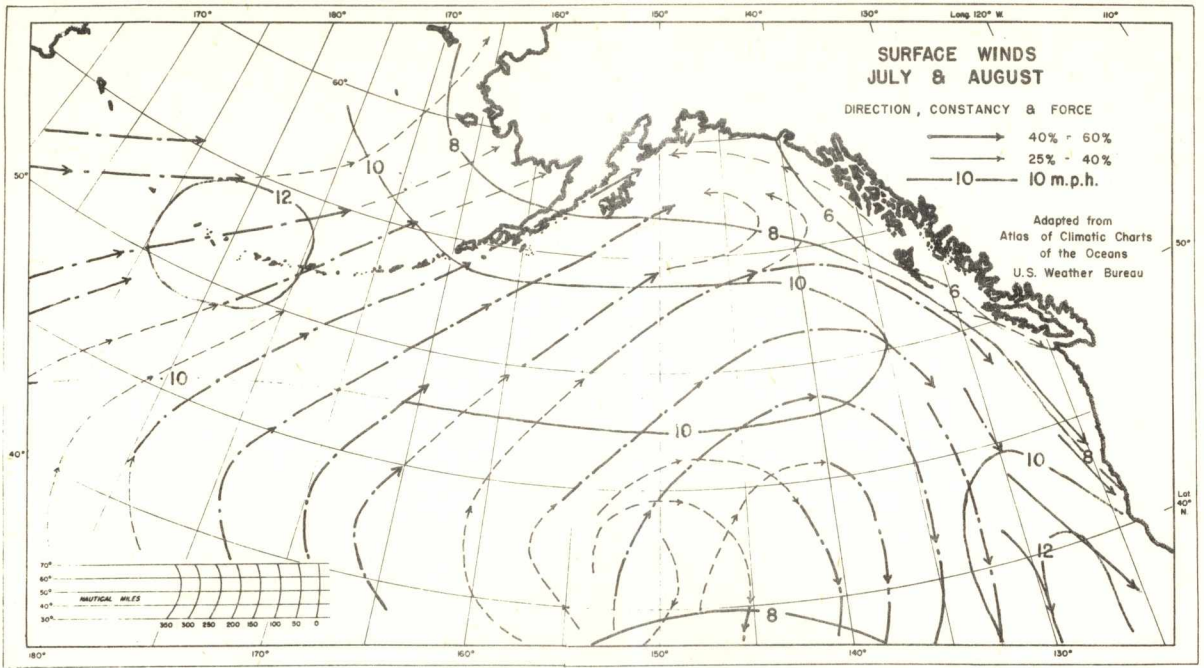 170° 180° 170° 160° 150° 140° Long. 120° W. 110°
SURFACE WINDS
JULY & AUGUST
DIRECTION, CONSTANCY & FORCE
40% - 60%
25% - 40%
10 10 m.p.h.
Adapted from
Atlas of Climatic Charts
of the Oceans
U.S. Weather Bureau
60°
8
10
12
50°
6
8
50°
10
6
10
10
8
10
40°
Lat
40°
N.
12
8
70°
60°
50°
40°
30°
NAUTICAL MILES
350 300 250 200 150 100 50 0
180° 170° 160° 150° 140° 130°